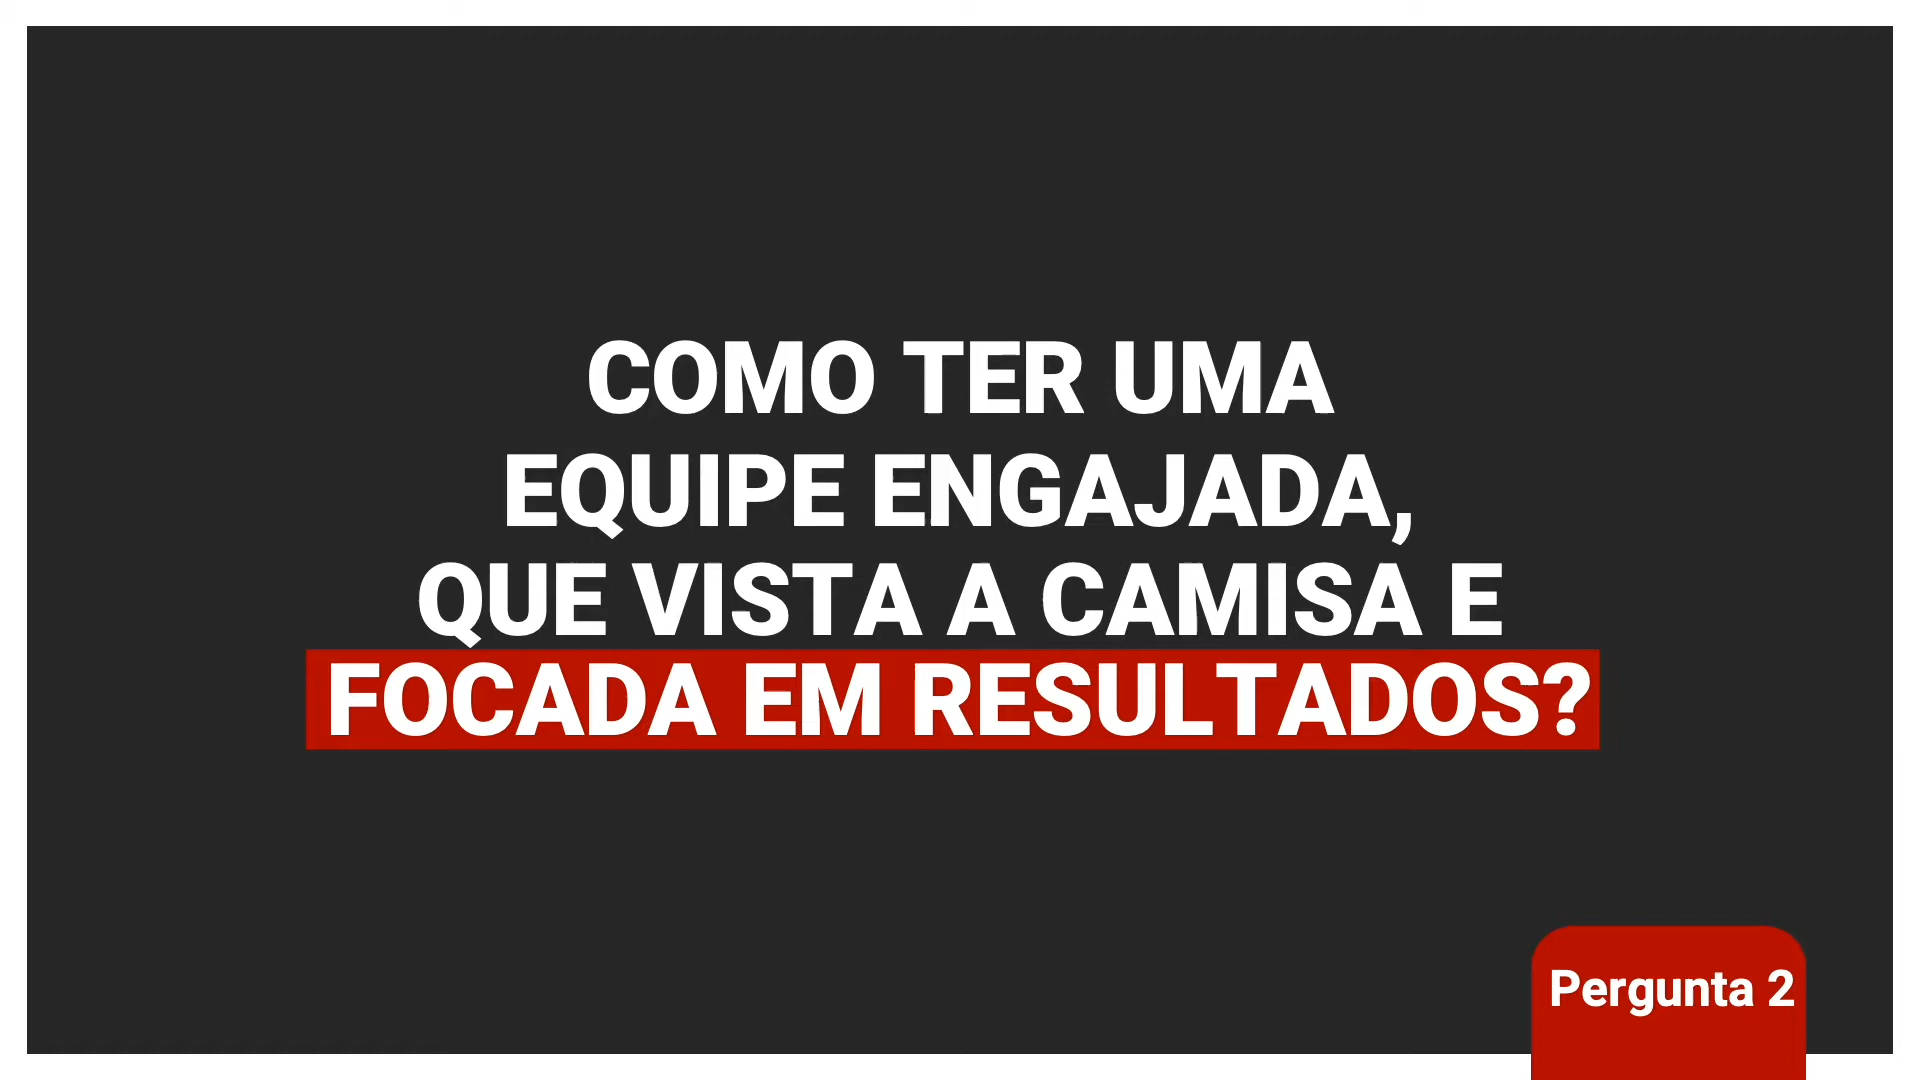 COMO TER UMA
EQUIPE ENGAJADA,
QUE VISTA A CAMISA E
FOCADA EM RESULTADOS?
Pergunta 2